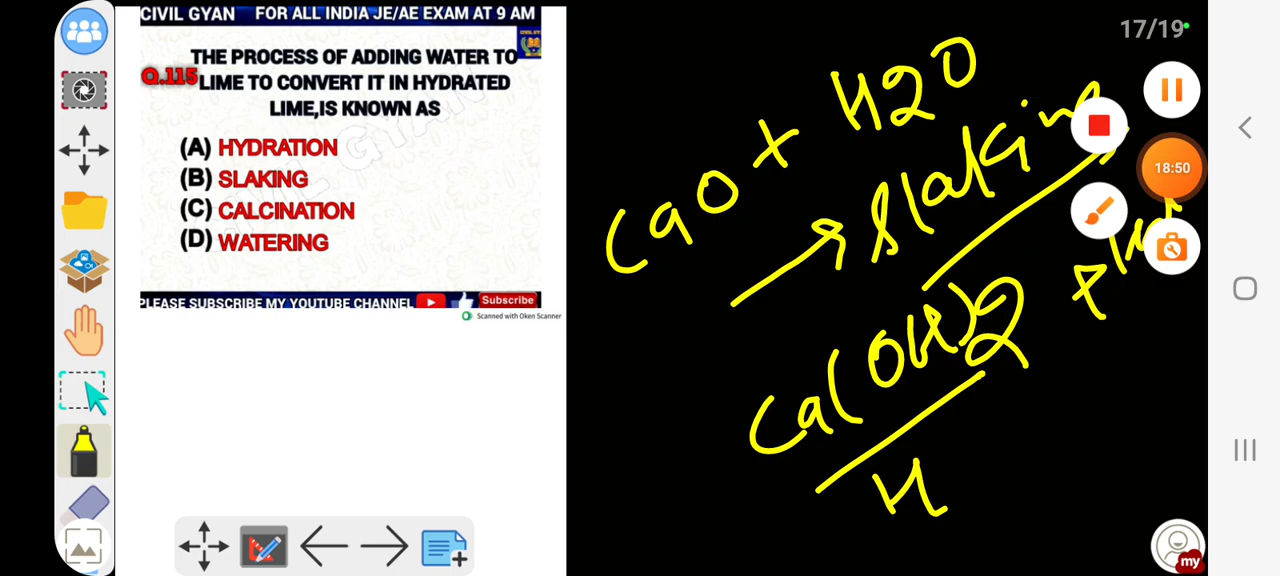 CIVIL GYAN FOR ALL INDIA JE/AE EXAM AT 9 AM
THE PROCESS OF ADDING WATER TO
Q.115 LIME TO CONVERT IT IN HYDRATED
LIME,IS KNOWN AS
(A) HYDRATION
(B) SLAKING
(C) CALCINATION
(D) WATERING
PLEASE SUBSCRIBE MY YOUTUBE CHANNEL Subscribe
Scanned with Oken Scanner
17/19
18:50
CaO + H2O
→ Slaking
Ca(OH)2
H
my